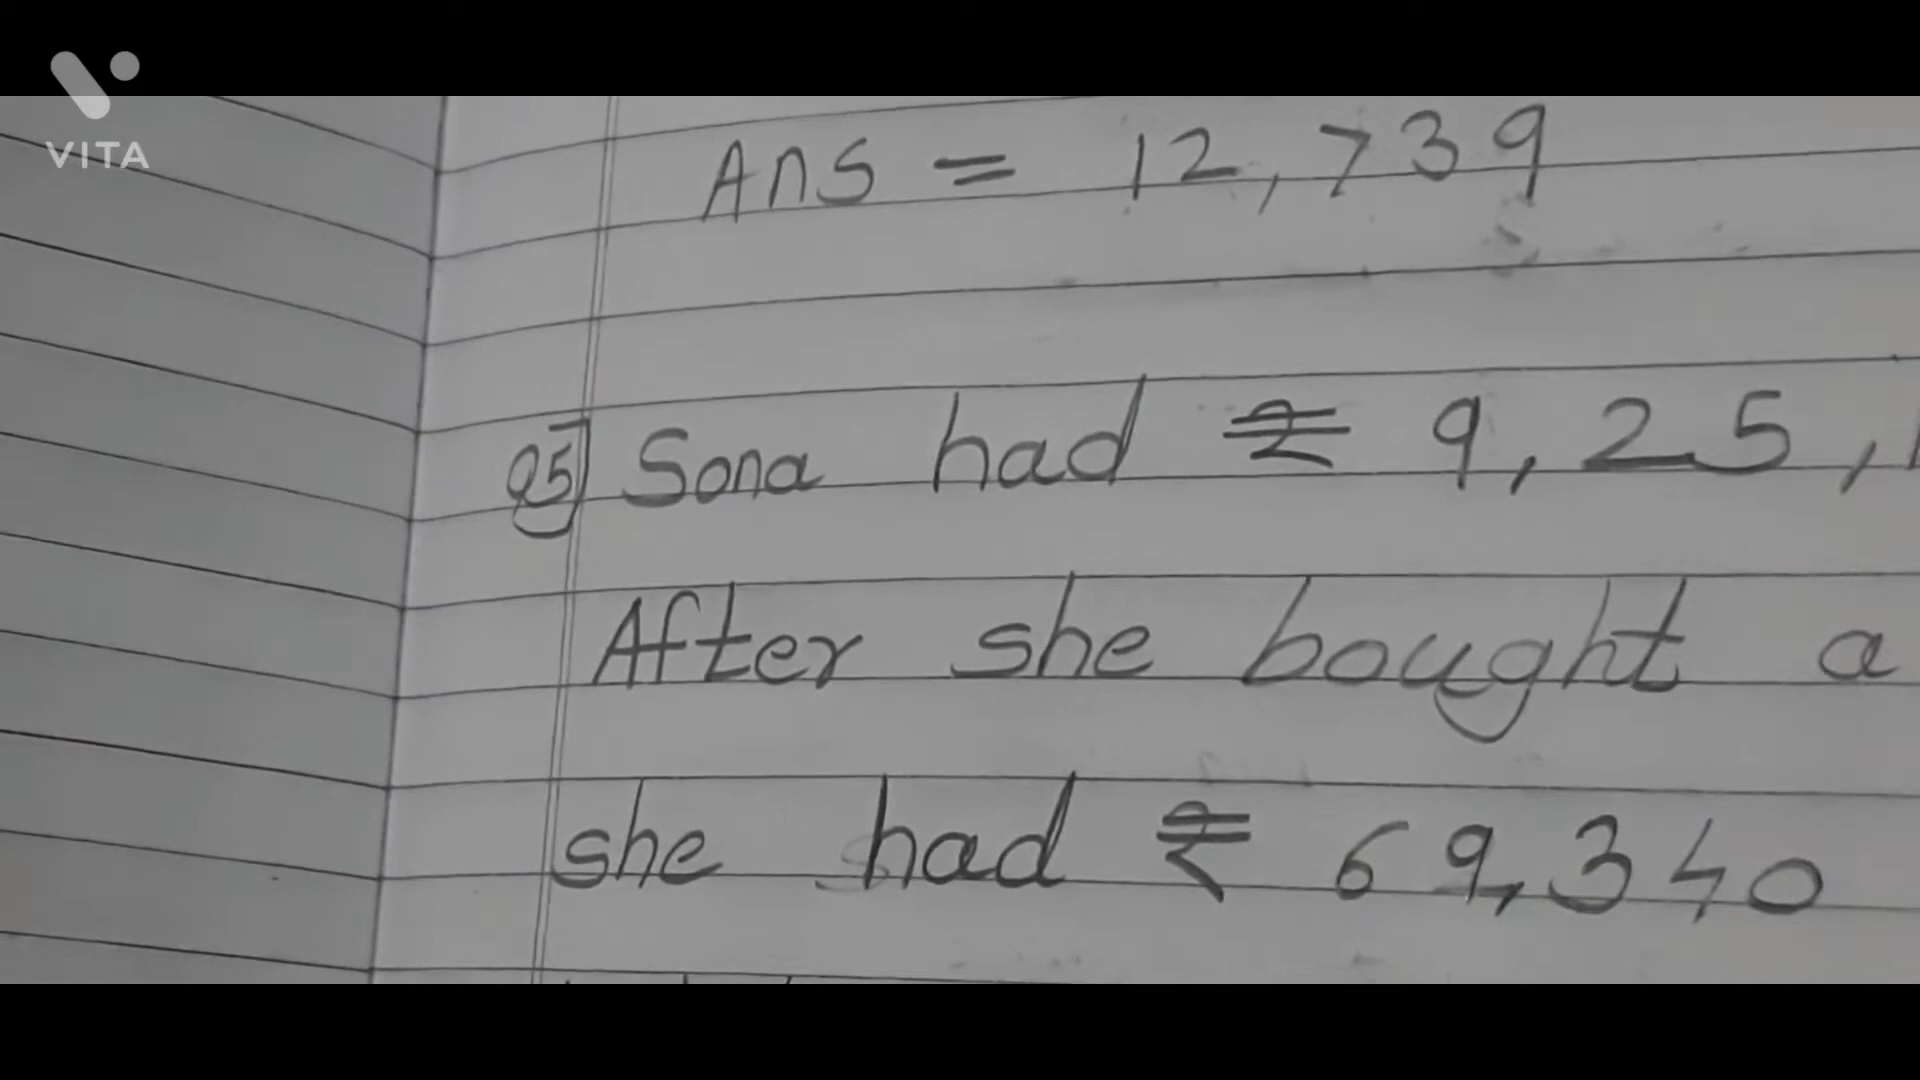 VITA
Ans = 12,739
Q5] Sona had ₹ 9,25,
After she bought a
she had ₹ 69,340